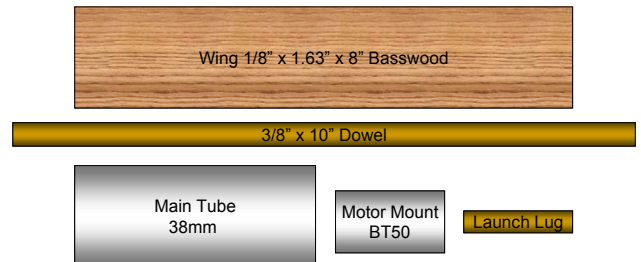 Wing 1/8” x 1.63” x 8” Basswood
3/8” x 10” Dowel
Main Tube
38mm
Motor Mount
BT50
Launch Lug